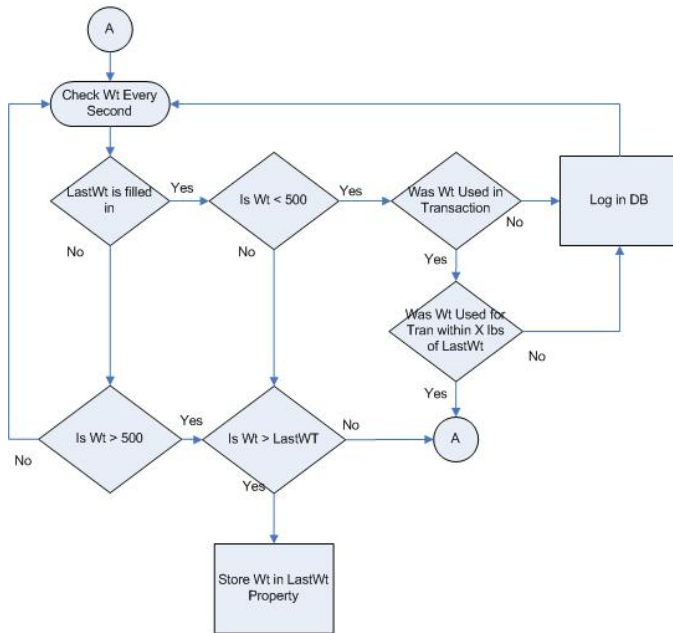 A
Check Wt Every
Second
LastWt is filled
in
Yes
Is Wt < 500
Yes
Was Wt Used in
Transaction
No
Log in DB
No
No
Yes
Was Wt Used for
Tran within X lbs
of LastWt
No
Yes
Is Wt > 500
Yes
No
Is Wt > LastWT
No
A
Yes
Store Wt in LastWt
Property